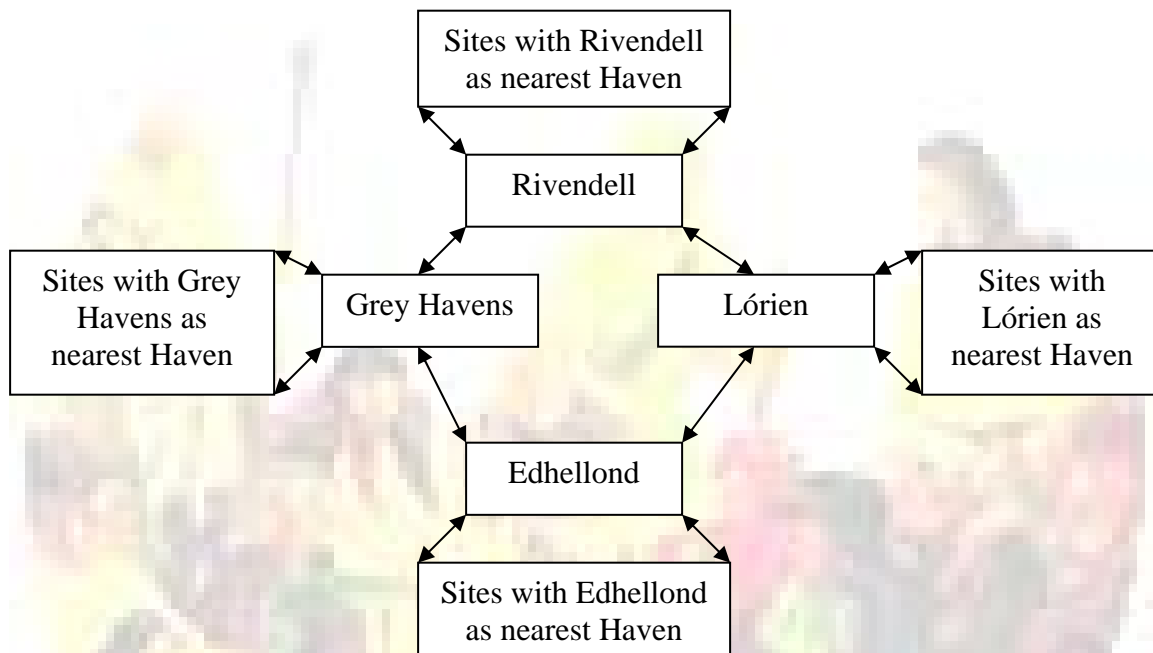 Sites with Rivendell
as nearest Haven
Rivendell
Sites with Grey
Havens as
nearest Haven
Grey Havens
Lórien
Sites with
Lórien as
nearest Haven
Edhellond
Sites with Edhellond
as nearest Haven